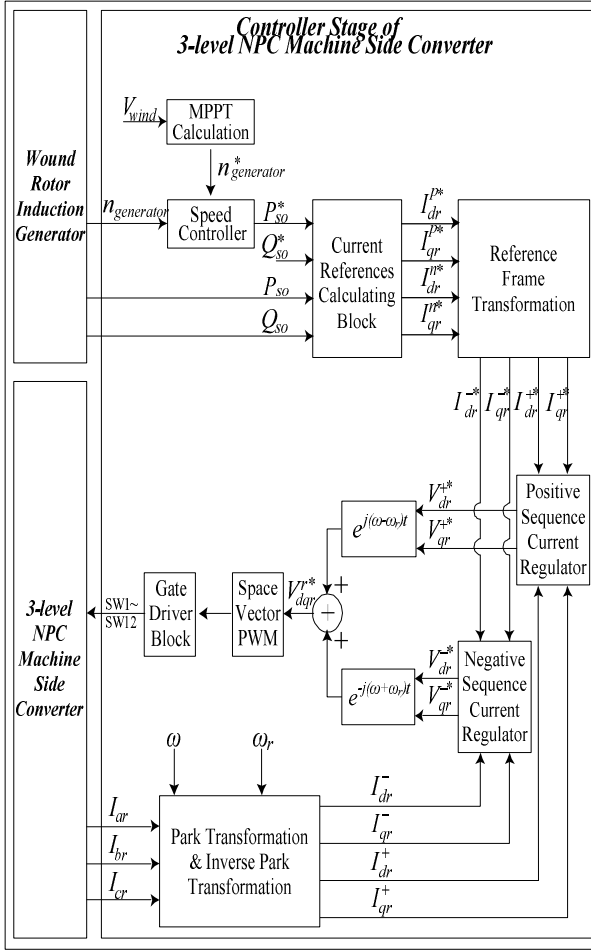 Controller Stage of
3-level NPC Machine Side Converter
Wound
Rotor
Induction
Generator
V_wind
MPPT
Calculation
n*_generator
n_generator
Speed
Controller
P*_so
Q*_so
P_so
Q_so
Current
References
Calculating
Block
I^p*_dr
I^p*_qr
I^n*_dr
I^n*_qr
Reference
Frame
Transformation
I^-*_dr I^-*_qr I^+*_dr I^+*_qr
Positive
Sequence
Current
Regulator
V^+*_dr
V^+*_qr
e^j(ω-ω_r)t
+
+
V^r*_dqr
Space
Vector
PWM
Gate
Driver
Block
SW1~
SW12
3-level
NPC
Machine
Side
Converter
+
Negative
Sequence
Current
Regulator
V^-*_dr
V^-*_qr
e^-j(ω+ω_r)t
ω
ω_r
I_ar
I_br
I_cr
Park Transformation
& Inverse Park
Transformation
I^-_dr
I^-_qr
I^+_dr
I^+_qr